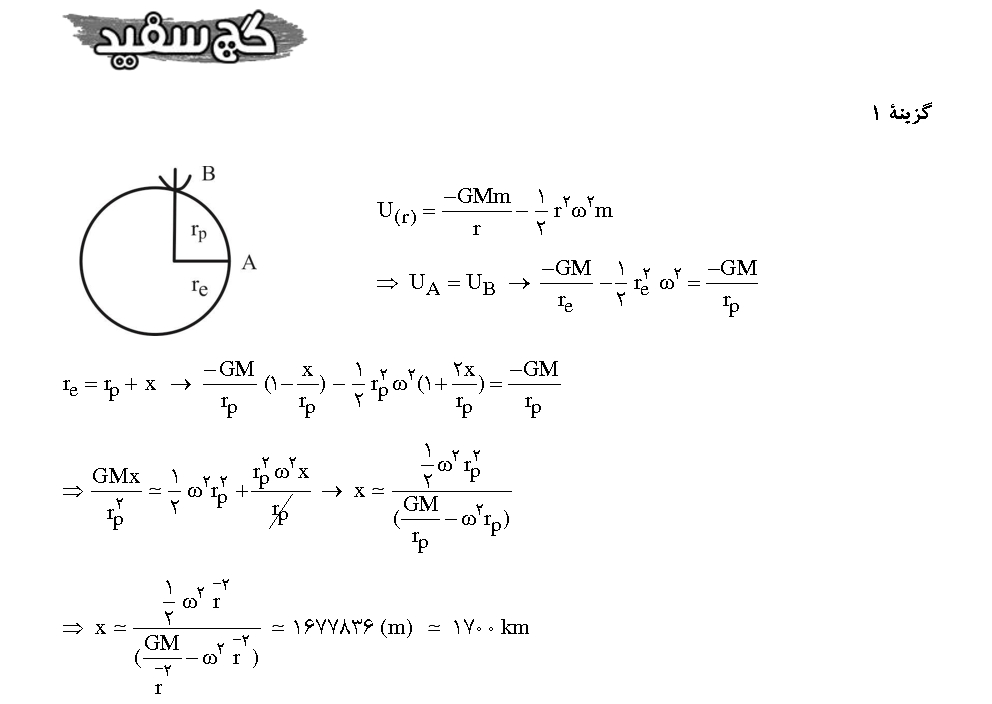 گچ سفید
گزینهٔ ۱
B
r_p
A
r_e
U_(r) = −GMm/r − ۱/۲ r^۲ω^۲m
⇒ U_A = U_B → −GM/r_e − ۱/۲ r_e^۲ ω^۲ = −GM/r_p
r_e = r_p + x → −GM/r_p (۱− x/r_p) − ۱/۲ r_p^۲ ω^۲(۱+ ۲x/r_p) = −GM/r_p
⇒ GMx/r_p^۲ ≃ ۱/۲ ω^۲r_p^۲ + r_p^۲ ω^۲x/r_p → x ≃ ۱/۲ ω^۲ r_p^۲/(GM/r_p − ω^۲r_p)
⇒ x ≃ ۱/۲ ω^۲ r^−۲/(GM/r^−۲ − ω^۲ r^−۲) ≃ ۱۶۷۷۸۳۶ (m) ≃ ۱۷۰۰ km